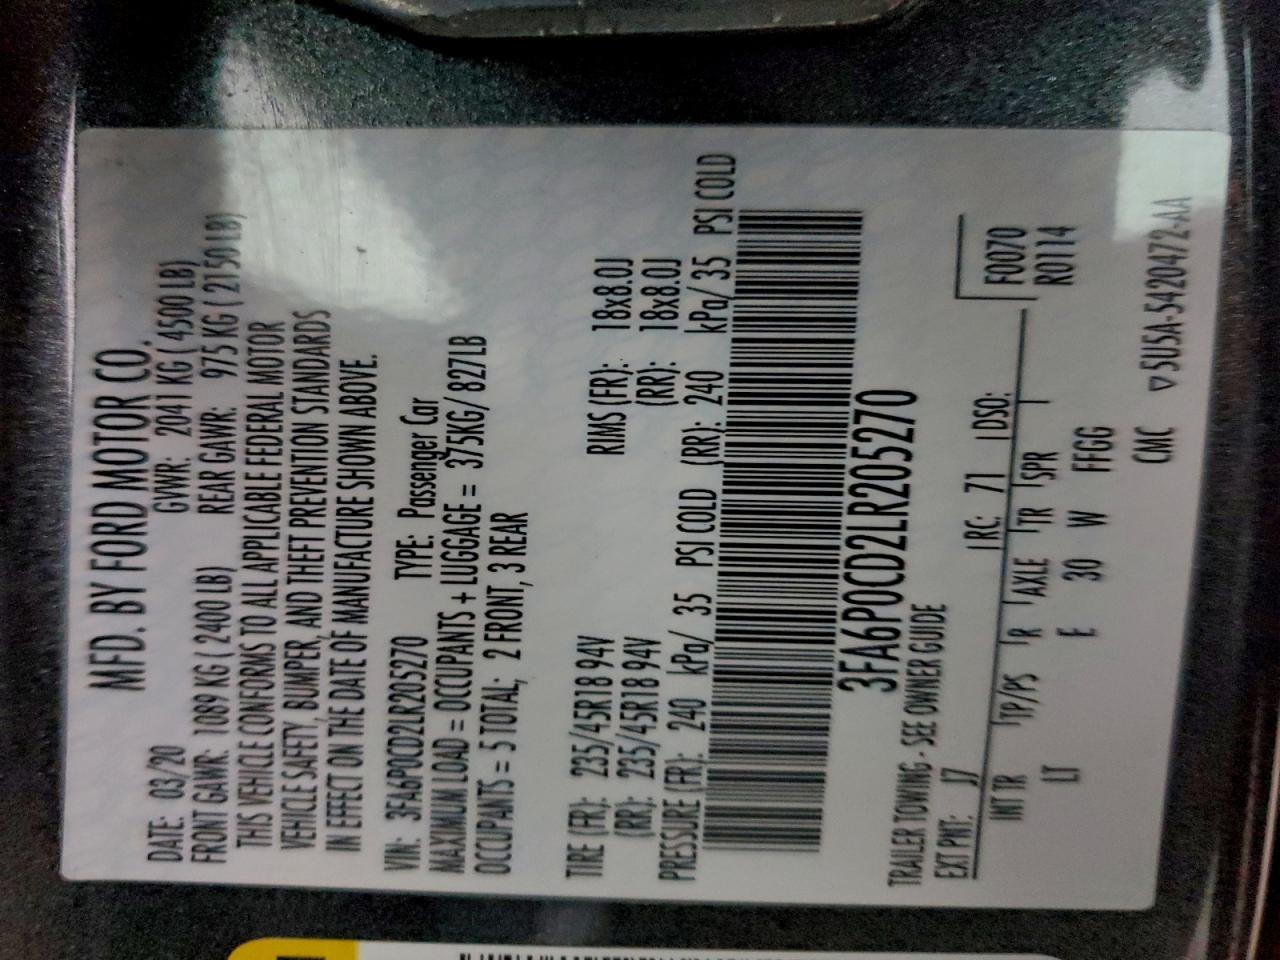 MFD. BY FORD MOTOR CO.
DATE: 03/20 GVWR: 2041 KG ( 4500 LB)
FRONT GAWR: 1089 KG ( 2400 LB) REAR GAWR: 975 KG ( 2150 LB)
THIS VEHICLE CONFORMS TO ALL APPLICABLE FEDERAL MOTOR
VEHICLE SAFETY, BUMPER, AND THEFT PREVENTION STANDARDS
IN EFFECT ON THE DATE OF MANUFACTURE SHOWN ABOVE.
VIN: 3FA6P0CD2LR205270 TYPE: Passenger Car
MAXIMUM LOAD = OCCUPANTS + LUGGAGE = 375KG/ 827LB
OCCUPANTS = 5 TOTAL; 2 FRONT, 3 REAR
TIRE (FR): 235/45R18 94V RIMS (FR): 18x8.0J
(RR): 235/45R18 94V (RR): 18x8.0J
PRESSURE (FR): 240 kPa/ 35 PSI COLD (RR): 240 kPa/ 35 PSI COLD
3FA6P0CD2LR205270
TRAILER TOWING - SEE OWNER GUIDE
EXT PNT: J7 RC: 71 DSO:
INT TR TP/PS R AXLE TR SPR F0070
LT E 30 W FFGG R0114
CMC ▽5U5A-5420472-AA